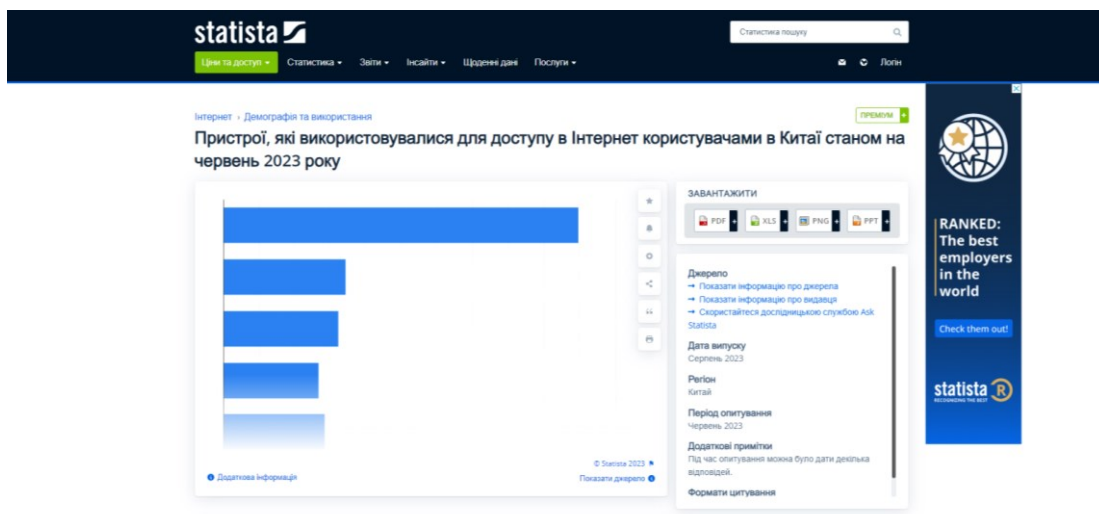 statista
Статистика пошуку
Ціни та доступ
Статистика
Звіти
Інсайти
Щоденні дані
Послуги
Логін
Інтернет › Демографія та використання
ПРЕМІУМ +
Пристрої, які використовувалися для доступу в Інтернет користувачами в Китаї станом на
червень 2023 року
ЗАВАНТАЖИТИ
PDF + XLS + PNG + PPT +
Джерело
→ Показати інформацію про джерела
→ Показати інформацію про видавця
→ Скористайтеся дослідницькою службою Ask
Statista
Дата випуску
Серпень 2023
Регіон
Китай
Період опитування
Червень 2023
Додаткові примітки
Під час опитування можна було дати декілька
відповідей.
Формати цитування
© Statista 2023
Додаткова інформація
Показати джерело
RANKED:
The best
employers
in the
world
Check them out!
statista R
RECOGNIZING THE BEST